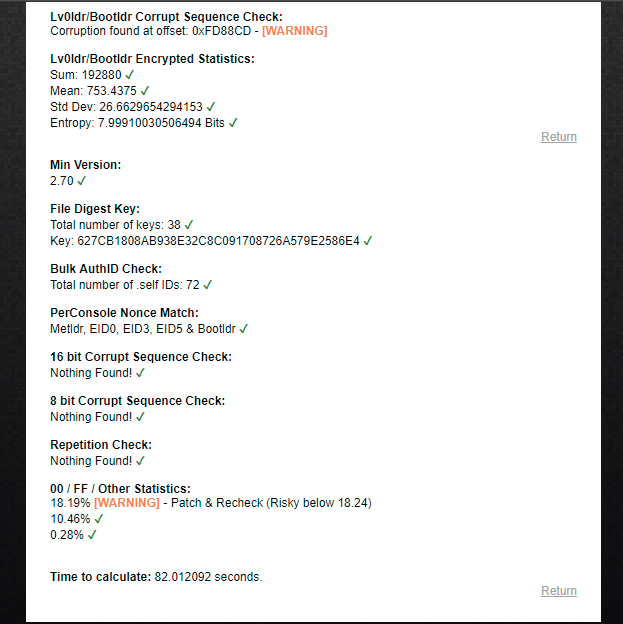 Lv0ldr/Bootldr Corrupt Sequence Check:
Corruption found at offset: 0xFD88CD - [WARNING]
Lv0ldr/Bootldr Encrypted Statistics:
Sum: 192880 ✓
Mean: 753.4375 ✓
Std Dev: 26.6629654294153 ✓
Entropy: 7.99910030506494 Bits ✓
Return
Min Version:
2.70 ✓
File Digest Key:
Total number of keys: 38 ✓
Key: 627CB1808AB938E32C8C091708726A579E2586E4 ✓
Bulk AuthID Check:
Total number of .self IDs: 72 ✓
PerConsole Nonce Match:
Metldr, EID0, EID3, EID5 & Bootldr ✓
16 bit Corrupt Sequence Check:
Nothing Found! ✓
8 bit Corrupt Sequence Check:
Nothing Found! ✓
Repetition Check:
Nothing Found! ✓
00 / FF / Other Statistics:
18.19% [WARNING] - Patch & Recheck (Risky below 18.24)
10.46% ✓
0.28% ✓
Time to calculate: 82.012092 seconds.
Return